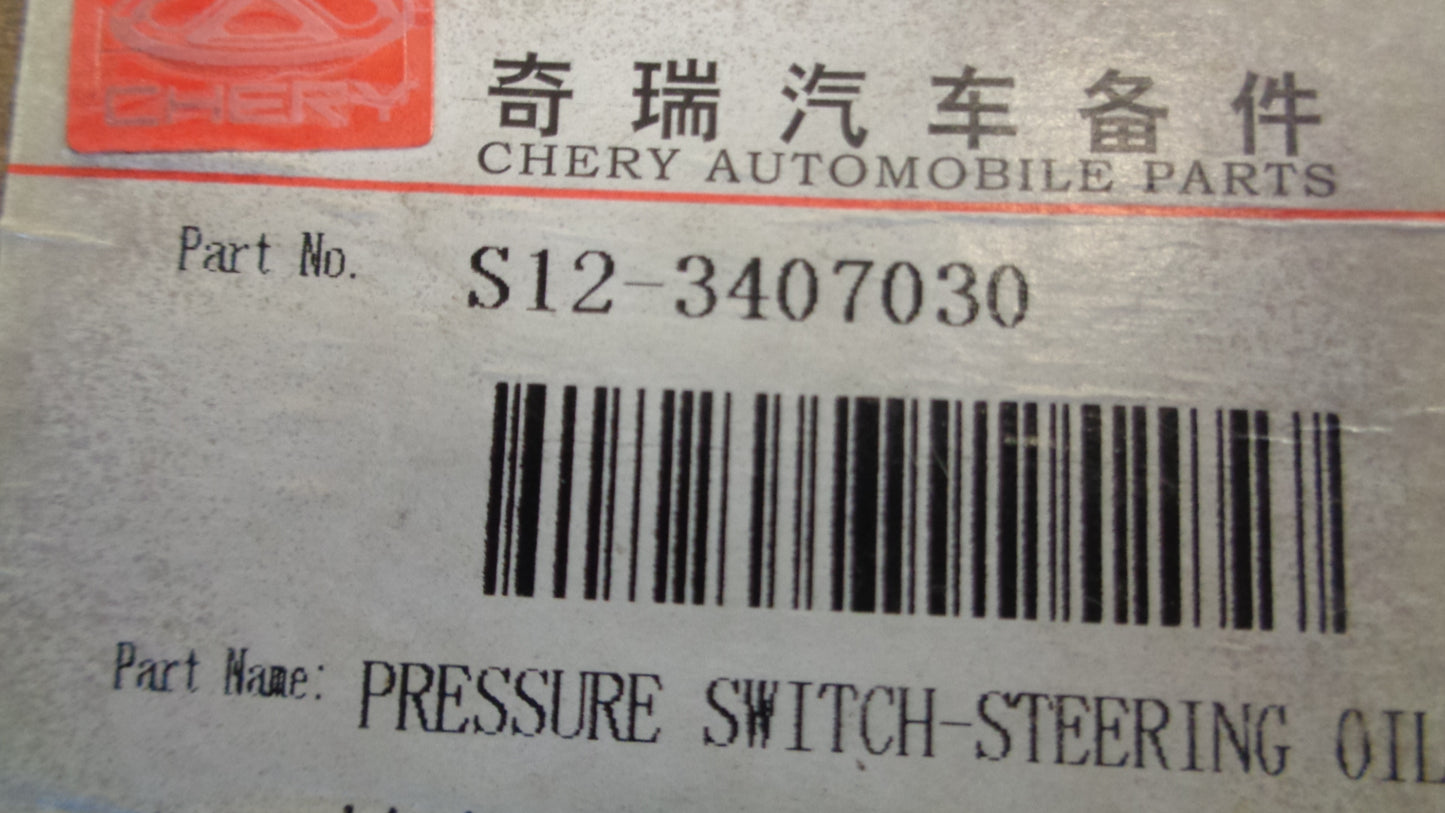 CHERY
奇瑞汽车备件
CHERY AUTOMOBILE PARTS
Part No. S12-3407030
Part Name: PRESSURE SWITCH-STEERING OIL